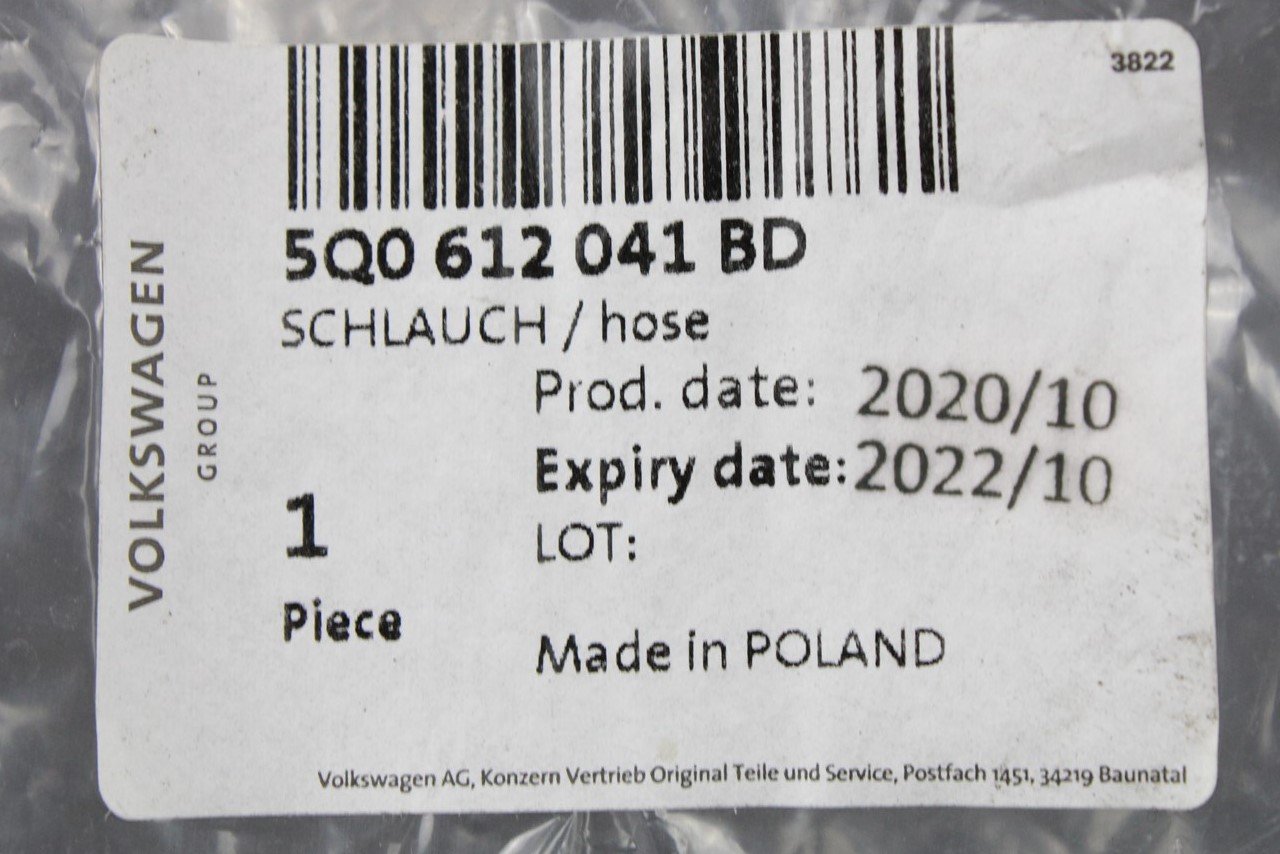 3822
5Q0 612 041 BD
SCHLAUCH / hose
Prod. date: 2020/10
Expiry date: 2022/10
1
LOT:
Piece
Made in POLAND
VOLKSWAGEN
GROUP
Volkswagen AG, Konzern Vertrieb Original Teile und Service, Postfach 1451, 34219 Baunatal